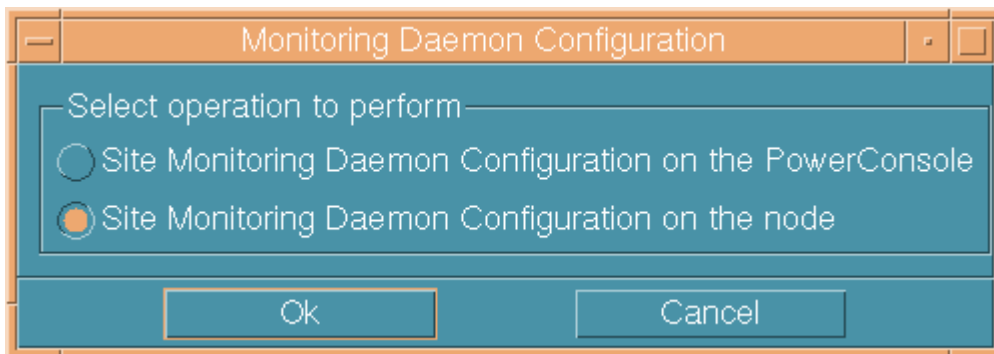 Monitoring Daemon Configuration
Select operation to perform
Site Monitoring Daemon Configuration on the PowerConsole
Site Monitoring Daemon Configuration on the node
Ok
Cancel